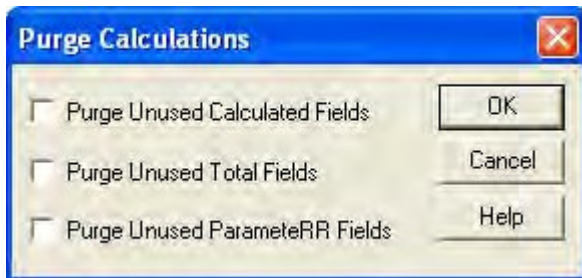 Purge Calculations
Purge Unused Calculated Fields
OK
Purge Unused Total Fields
Cancel
Purge Unused ParameteRR Fields
Help